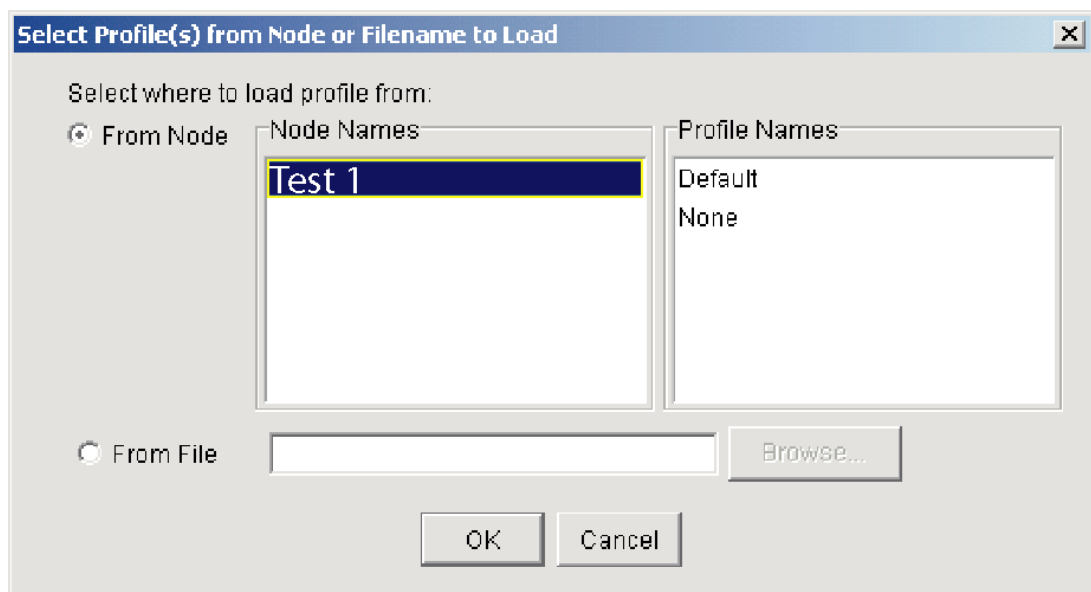 Select Profile(s) from Node or Filename to Load
Select where to load profile from:
From Node
Node Names
Test 1
Profile Names
Default
None
From File
Browse...
OK
Cancel